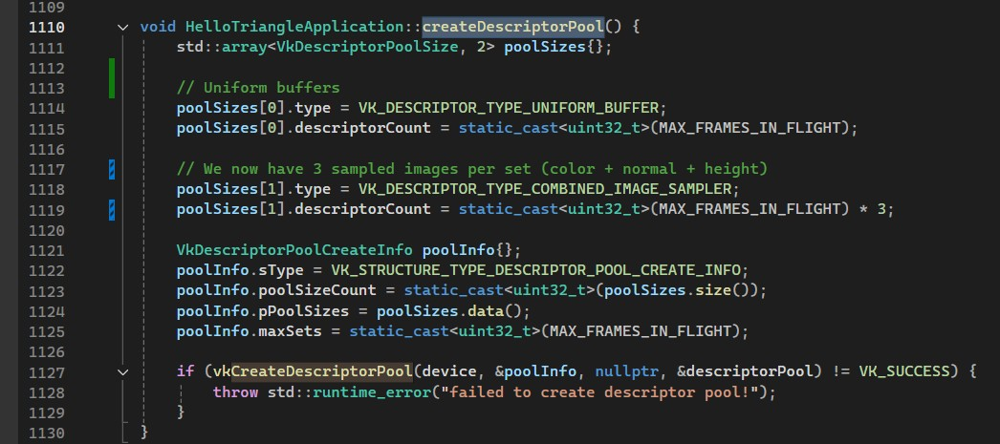 1109
1110 void HelloTriangleApplication::createDescriptorPool() {
1111 std::array<VkDescriptorPoolSize, 2> poolSizes{};
1112
1113 // Uniform buffers
1114 poolSizes[0].type = VK_DESCRIPTOR_TYPE_UNIFORM_BUFFER;
1115 poolSizes[0].descriptorCount = static_cast<uint32_t>(MAX_FRAMES_IN_FLIGHT);
1116
1117 // We now have 3 sampled images per set (color + normal + height)
1118 poolSizes[1].type = VK_DESCRIPTOR_TYPE_COMBINED_IMAGE_SAMPLER;
1119 poolSizes[1].descriptorCount = static_cast<uint32_t>(MAX_FRAMES_IN_FLIGHT) * 3;
1120
1121 VkDescriptorPoolCreateInfo poolInfo{};
1122 poolInfo.sType = VK_STRUCTURE_TYPE_DESCRIPTOR_POOL_CREATE_INFO;
1123 poolInfo.poolSizeCount = static_cast<uint32_t>(poolSizes.size());
1124 poolInfo.pPoolSizes = poolSizes.data();
1125 poolInfo.maxSets = static_cast<uint32_t>(MAX_FRAMES_IN_FLIGHT);
1126
1127 if (vkCreateDescriptorPool(device, &poolInfo, nullptr, &descriptorPool) != VK_SUCCESS) {
1128 throw std::runtime_error("failed to create descriptor pool!");
1129 }
1130 }